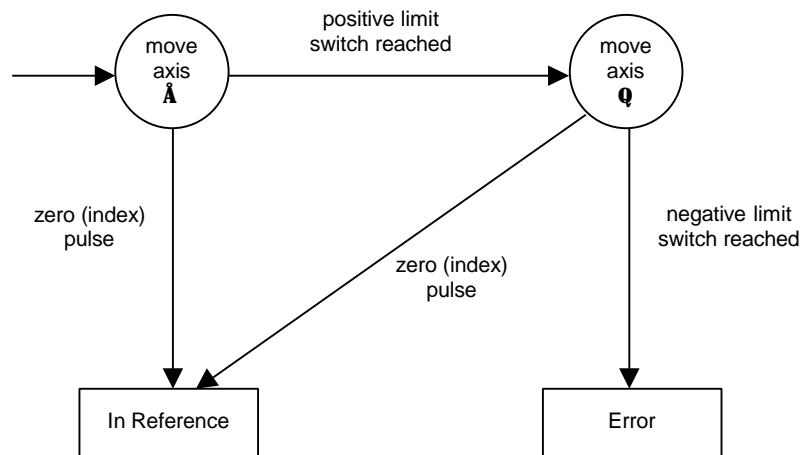 positive limit
switch reached
move
axis
Å
move
axis
Q
zero (index)
pulse
zero (index)
pulse
negative limit
switch reached
In Reference
Error